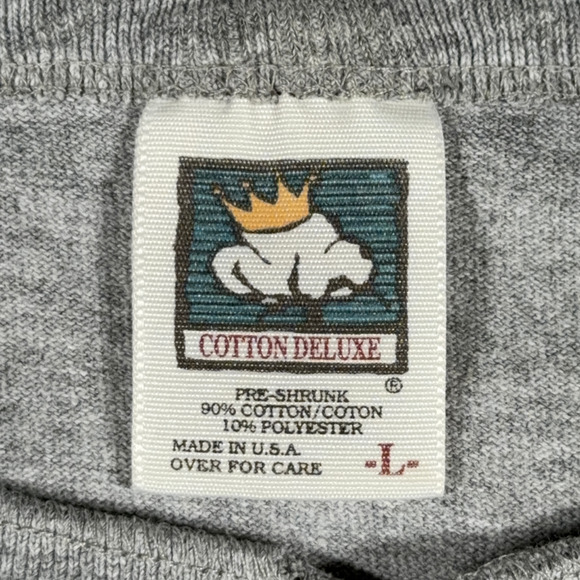 COTTON DELUXE
®
PRE-SHRUNK
90% COTTON/COTON
10% POLYESTER
MADE IN U.S.A.
OVER FOR CARE
-L-